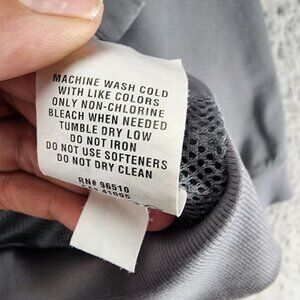 MACHINE WASH COLD
WITH LIKE COLORS
ONLY NON-CHLORINE
BLEACH WHEN NEEDED
TUMBLE DRY LOW
DO NOT IRON
DO NOT USE SOFTENERS
DO NOT DRY CLEAN
RN# 96510
41095